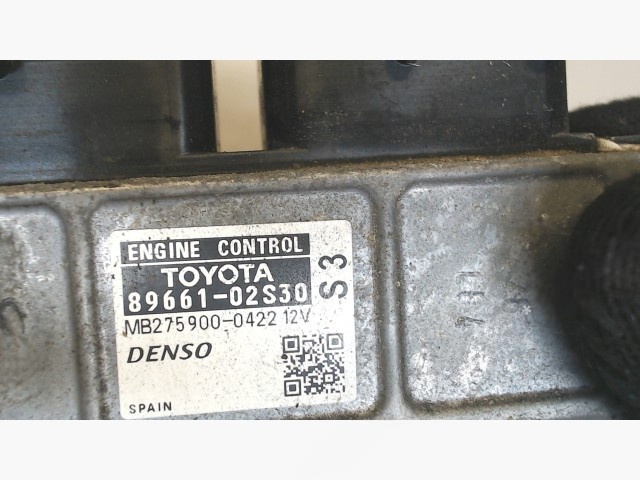 ENGINE CONTROL
TOYOTA
89661-02S30
S3
MB275900-0422 12V
DENSO
SPAIN